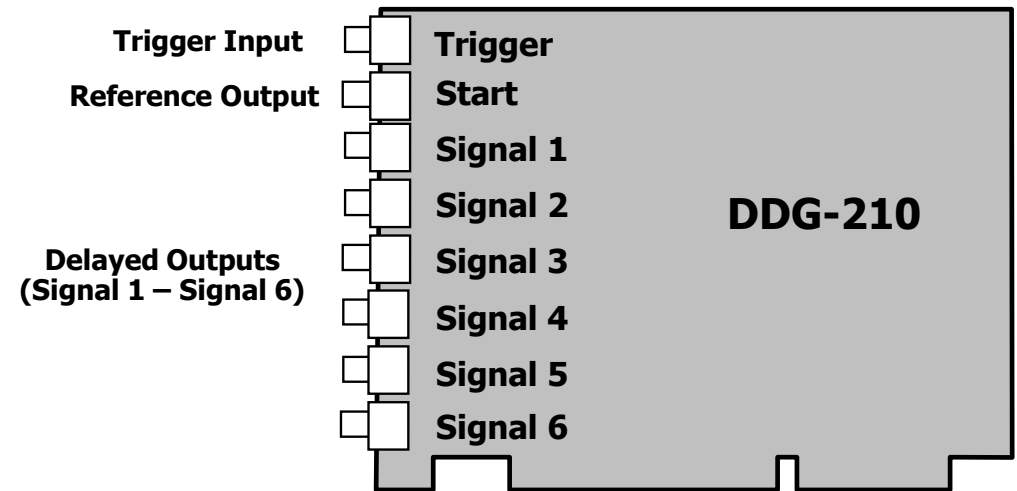 Trigger Input
Trigger
Reference Output
Start
Signal 1
Signal 2
DDG-210
Delayed Outputs
(Signal 1 – Signal 6)
Signal 3
Signal 4
Signal 5
Signal 6